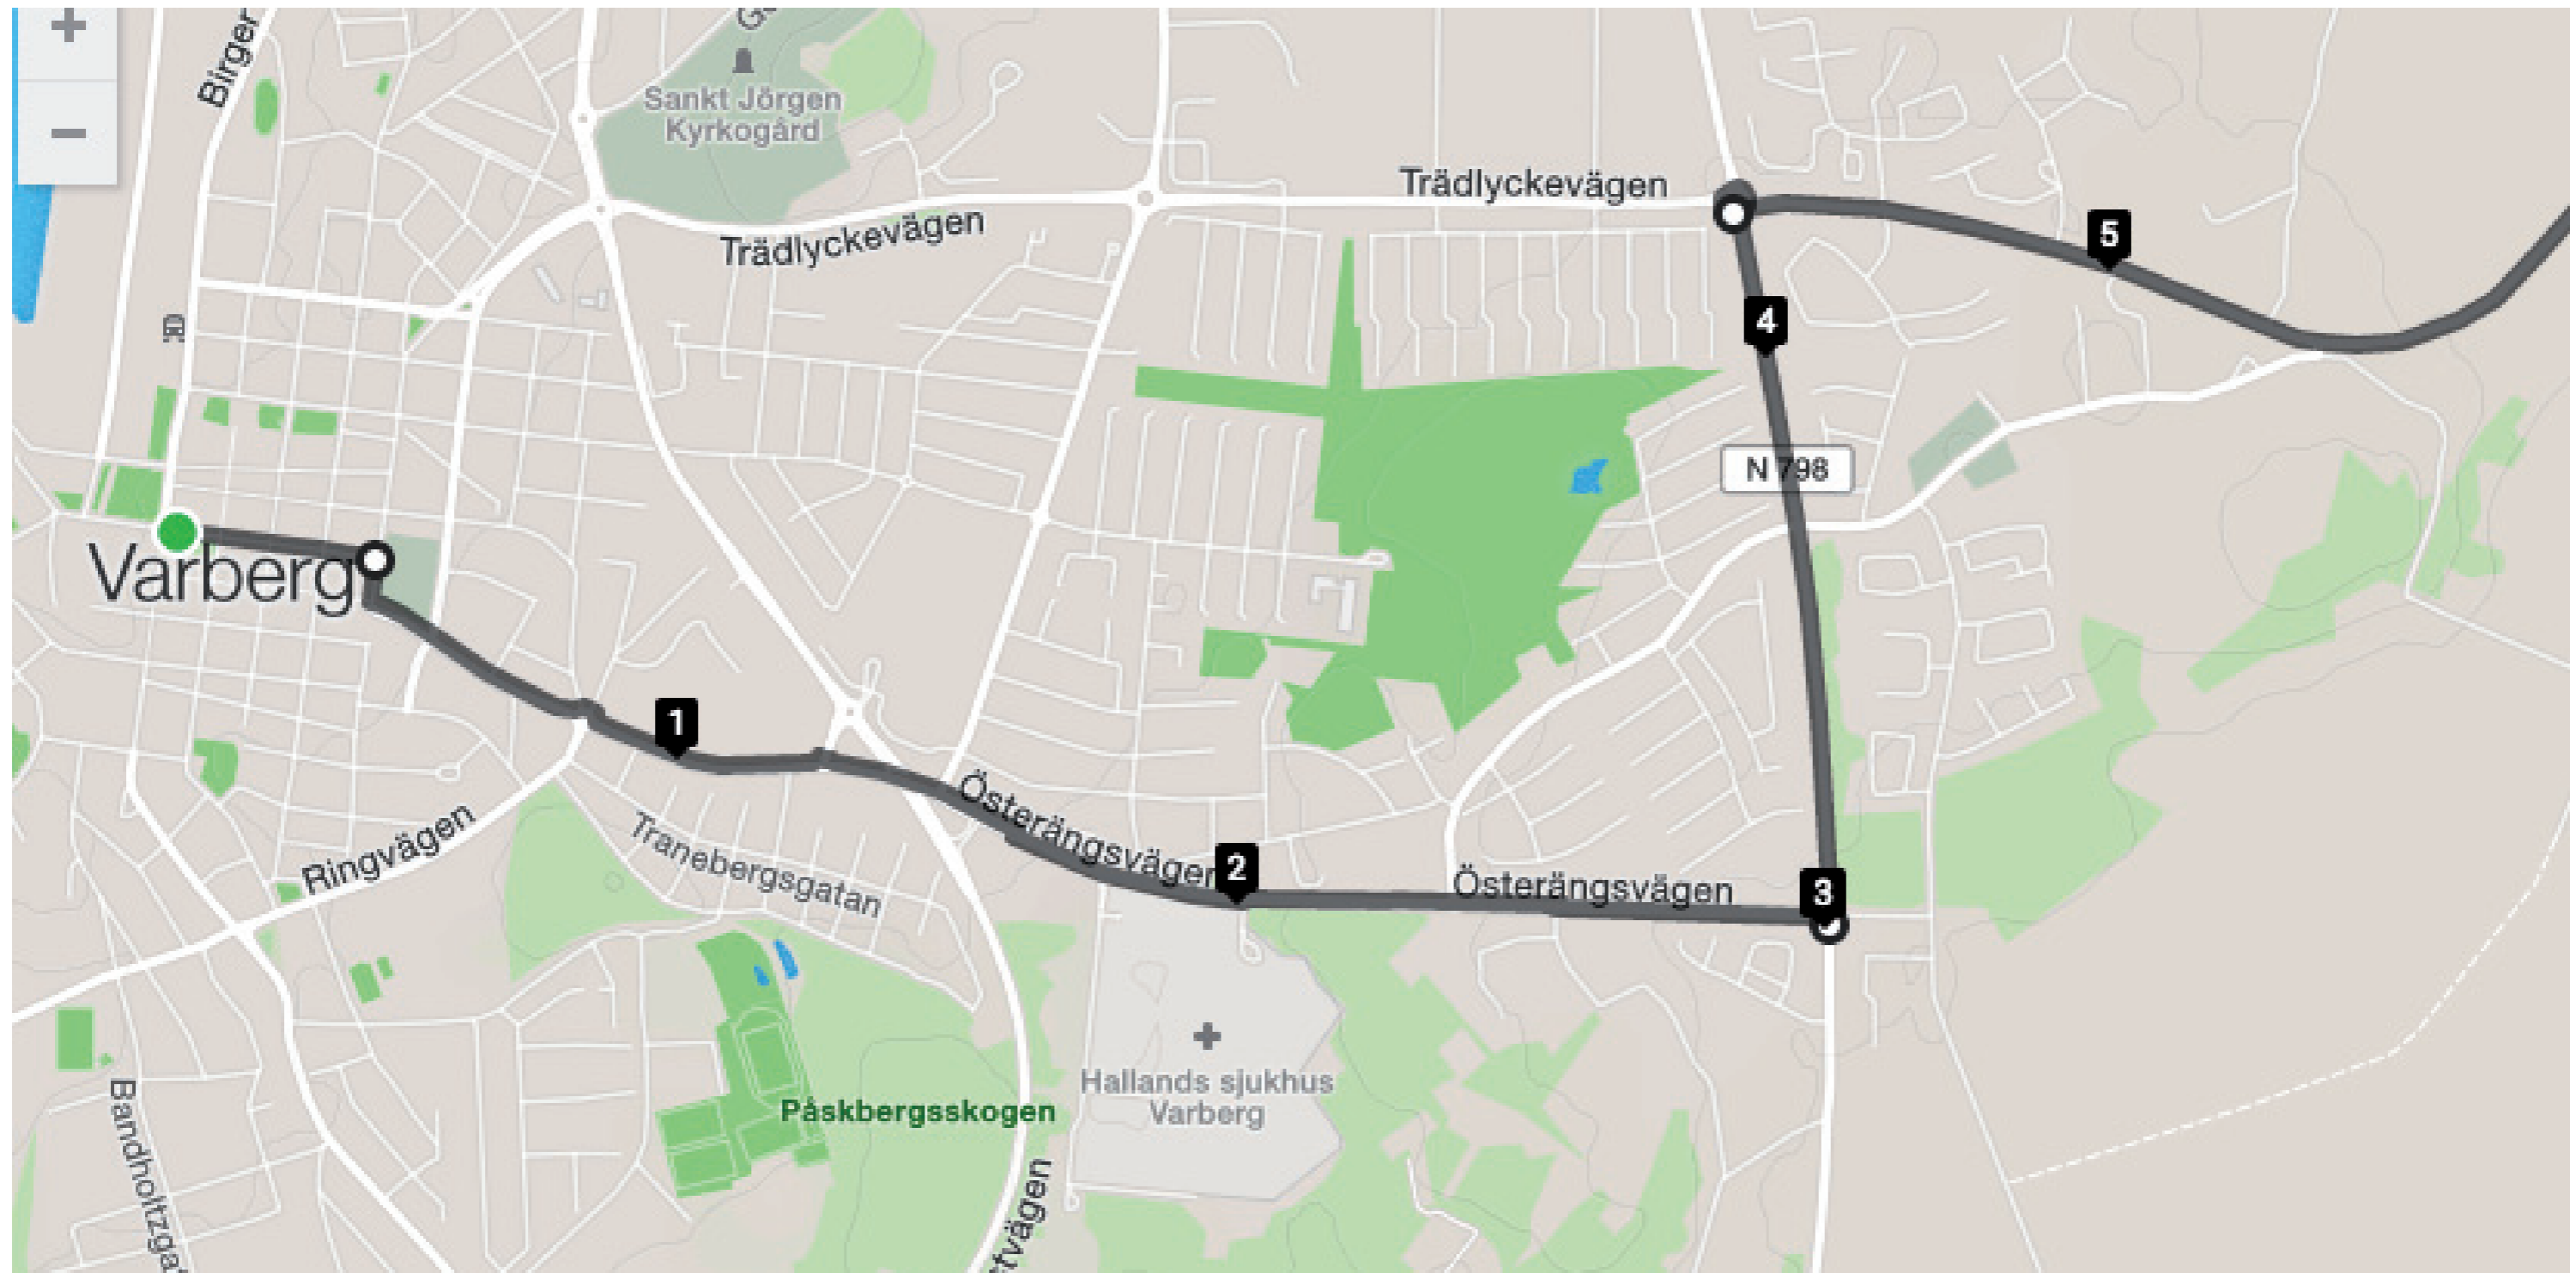 +
−
Birger
Sankt Jörgen
Kyrkogård
Trädlyckevägen
Trädlyckevägen
5
4
N 798
Varberg
1
Österängsvägen
2
Österängsvägen
3
Ringvägen
Tranebergsgatan
Hallands sjukhus
Varberg
Påskbergsskogen